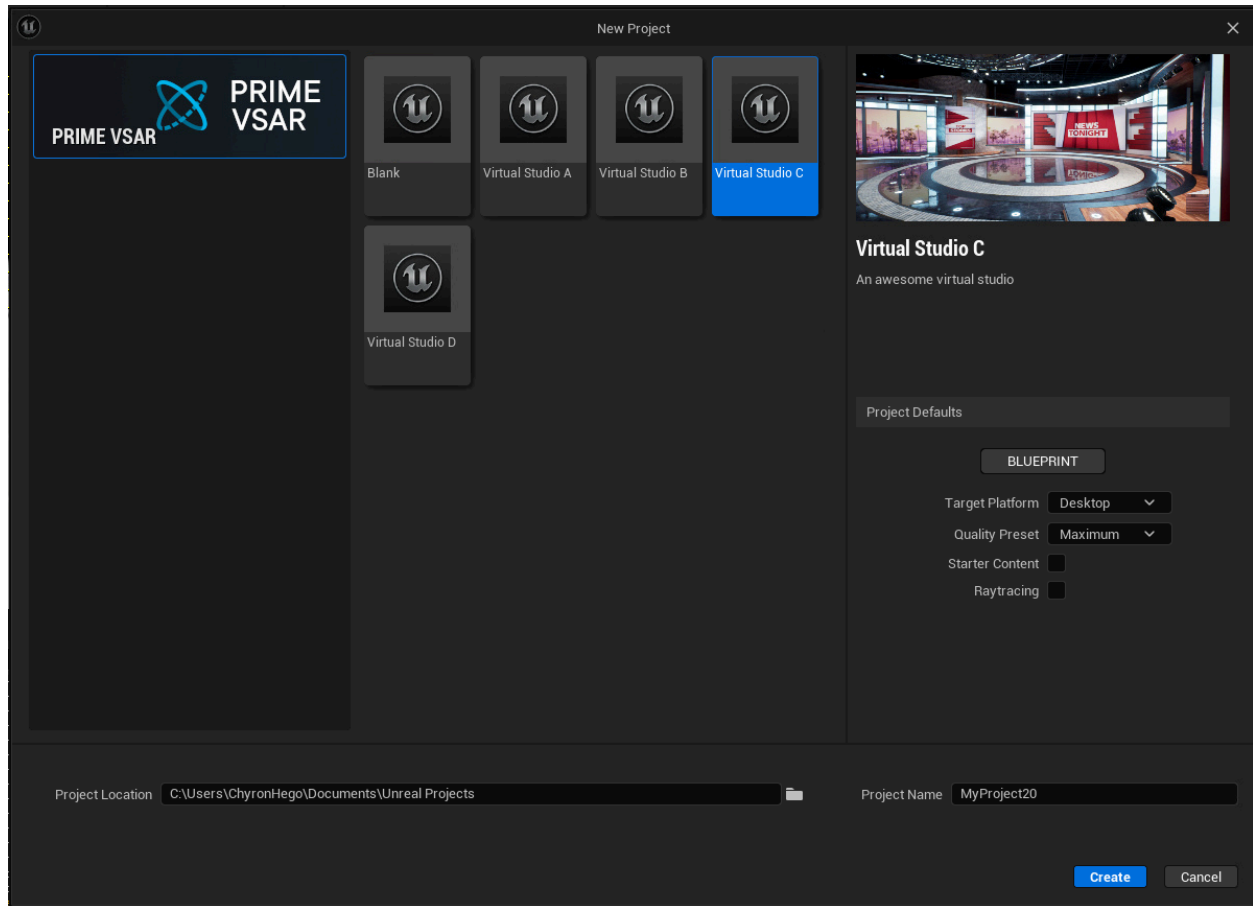 New Project
PRIME
VSAR
PRIME VSAR
Blank
Virtual Studio A
Virtual Studio B
Virtual Studio C
Virtual Studio D
NEWS
TONIGHT
Virtual Studio C
An awesome virtual studio
Project Defaults
BLUEPRINT
Target Platform Desktop
Quality Preset Maximum
Starter Content
Raytracing
Project Location C:\Users\ChyronHego\Documents\Unreal Projects
Project Name MyProject20
Create Cancel